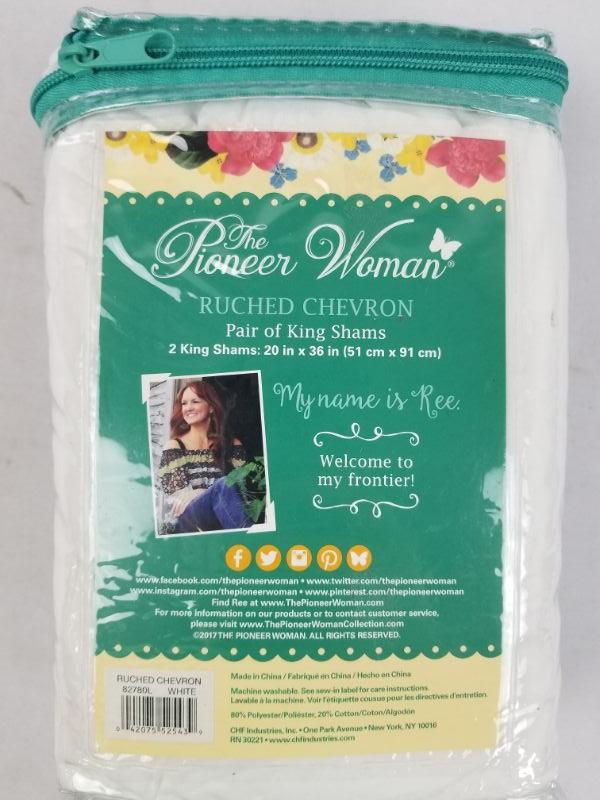 The
Pioneer Woman®
RUCHED CHEVRON
Pair of King Shams
2 King Shams: 20 in x 36 in (51 cm x 91 cm)
My name is Ree.
Welcome to
my frontier!
www.facebook.com/thepioneerwoman • www.twitter.com/thepioneerwoman
www.instagram.com/thepioneerwoman • www.pinterest.com/thepioneerwoman
Find Ree at www.ThePioneerWoman.com
For more information on our products or to contact customer service,
please visit www.ThePioneerWomanCollection.com
©2017 THE PIONEER WOMAN. ALL RIGHTS RESERVED.
RUCHED CHEVRON
82780L WHITE
0 42075 52543 9
Made in China / Fabriqué en China / Hecho en China
Machine washable. See sew-in label for care instructions.
Lavable à la machine. Voir l'étiquette cousue pour les directives d'entretien.
80% Polyester/Poliéster, 20% Cotton/Coton/Algodón
CHF Industries, Inc. • One Park Avenue • New York, NY 10016
RN 30221 • www.chfindustries.com